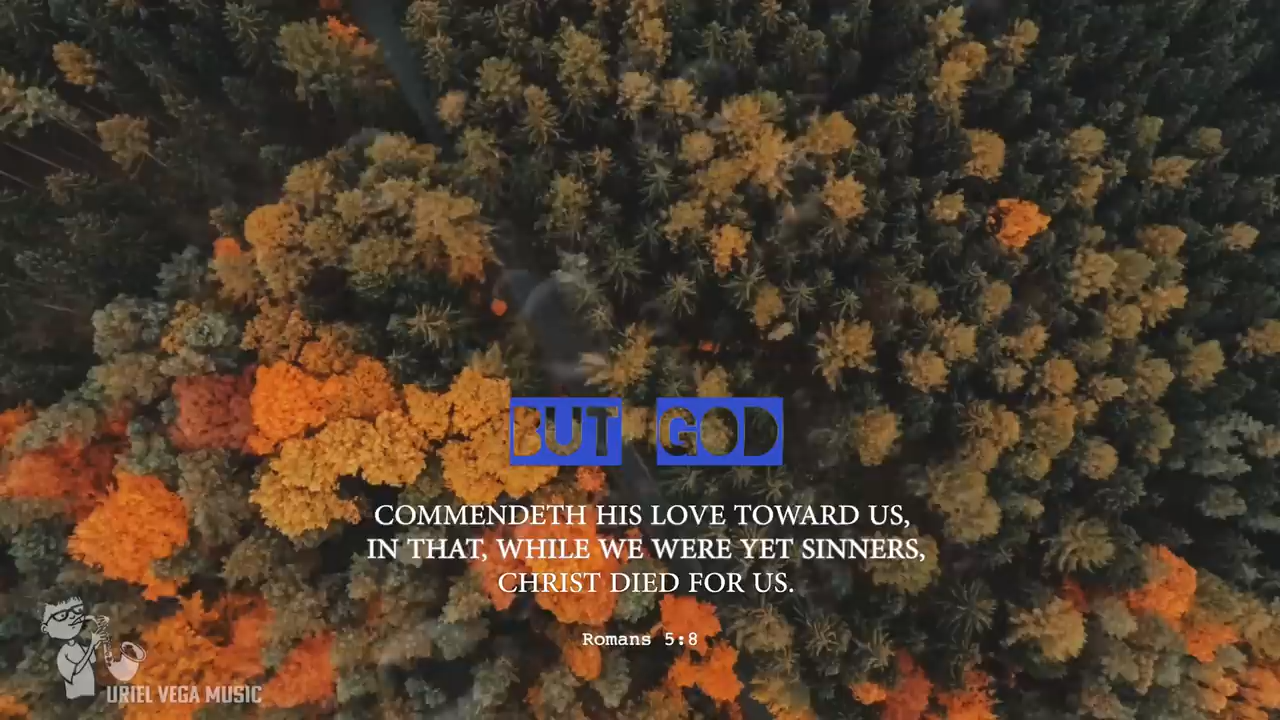 BUT GOD
COMMENDETH HIS LOVE TOWARD US,
IN THAT, WHILE WE WERE YET SINNERS,
CHRIST DIED FOR US.
Romans 5:8
URIEL VEGA MUSIC